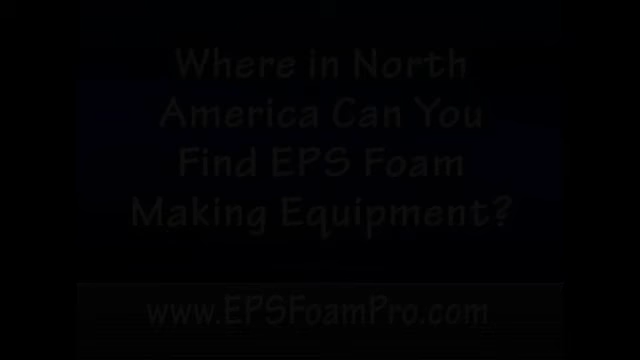 Where in North
America Can You
Find EPS Foam
Making Equipment?
www.EPSFoamPro.com